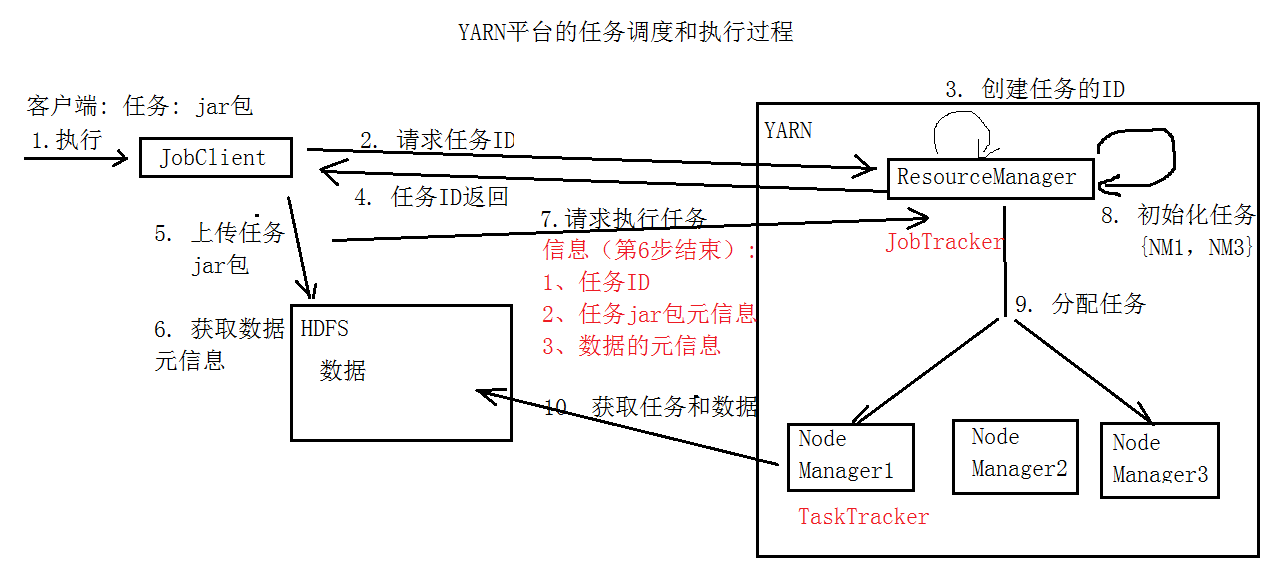 YARN平台的任务调度和执行过程
客户端: 任务: jar包
1.执行
JobClient
2. 请求任务ID
4. 任务ID返回
3. 创建任务的ID
YARN
ResourceManager
JobTracker
8. 初始化任务
{NM1, NM3}
5. 上传任务
jar包
6. 获取数据
元信息
HDFS
数据
7.请求执行任务
信息（第6步结束）:
1、任务ID
2、任务jar包元信息
3、数据的元信息
9. 分配任务
10. 获取任务和数据
Node
Manager1
TaskTracker
Node
Manager2
Node
Manager3